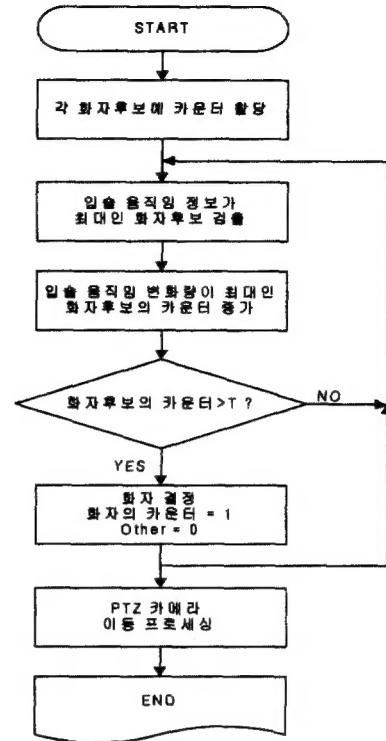 START
각 화자후보에 카운터 할당
입술 움직임 정보가
최대인 화자후보 검출
입술 움직임 변화량이 최대인
화자후보의 카운터 증가
화자후보의 카운터>T ?
NO
YES
화자 결정
화자의 카운터 = 1
Other = 0
PTZ 카메라
이동 프로세싱
END